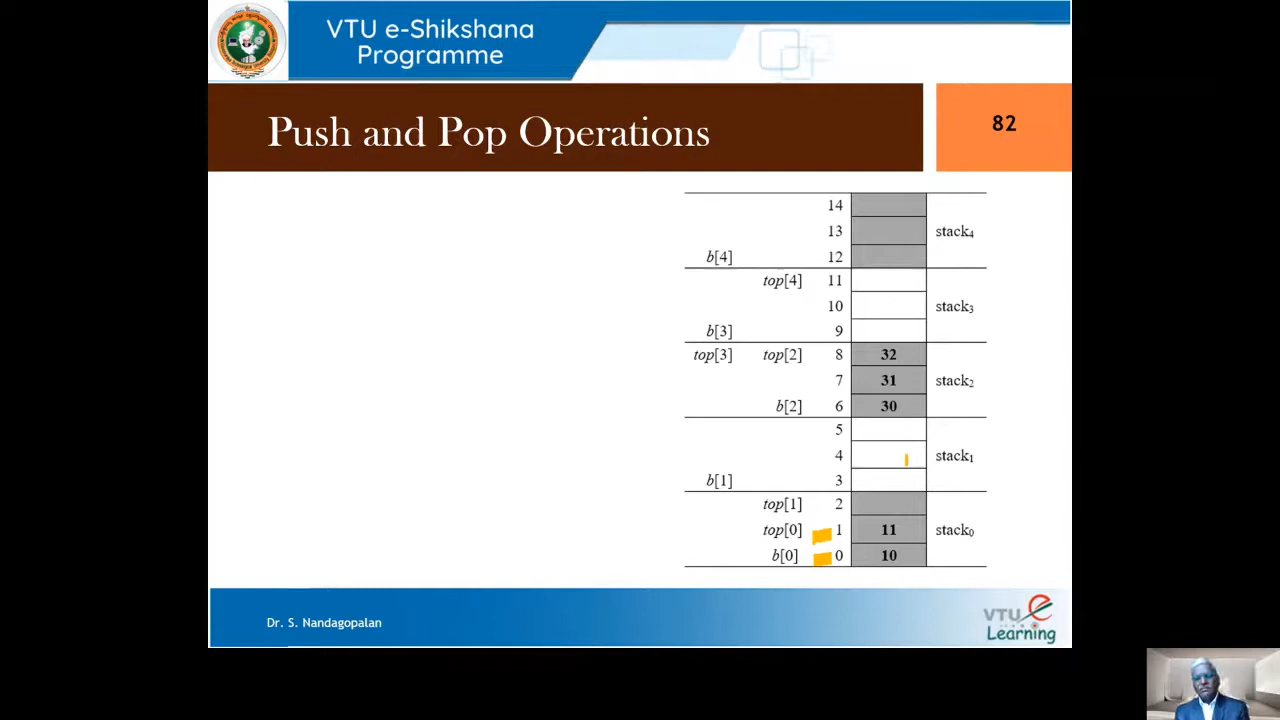 VTU e-Shikshana
Programme
Push and Pop Operations
82
14
13 stack4
b[4] 12
top[4] 11
10 stack3
b[3] 9
top[3] top[2] 8 32
7 31 stack2
b[2] 6 30
5
4 stack1
b[1] 3
top[1] 2
top[0] 1 11 stack0
b[0] 0 10
Dr. S. Nandagopalan
VTU e
Learning